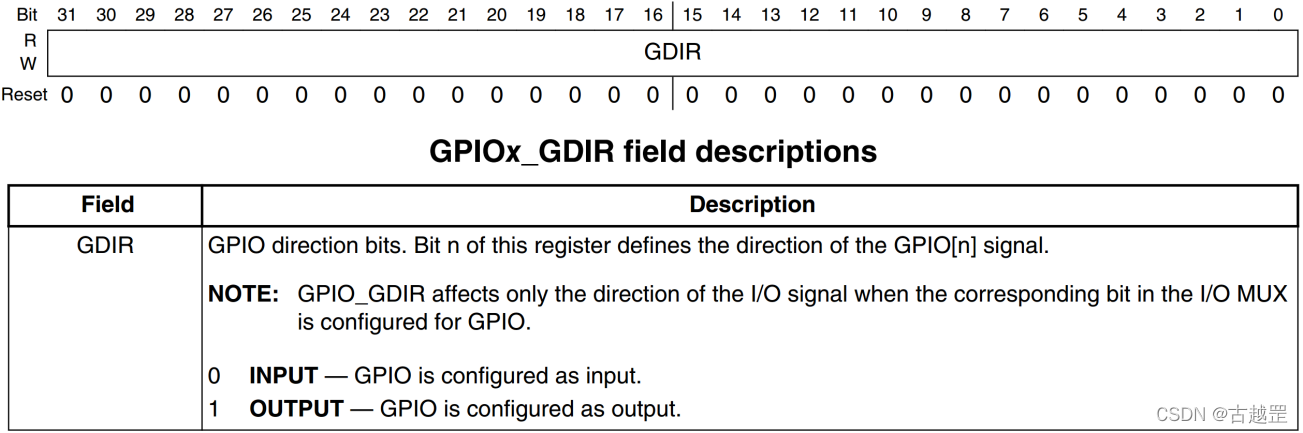 Bit 31 30 29 28 27 26 25 24 23 22 21 20 19 18 17 16 15 14 13 12 11 10 9 8 7 6 5 4 3 2 1 0
R
GDIR
W
Reset 0 0 0 0 0 0 0 0 0 0 0 0 0 0 0 0 0 0 0 0 0 0 0 0 0 0 0 0 0 0 0 0
GPIOx_GDIR field descriptions
Field Description
GDIR GPIO direction bits. Bit n of this register defines the direction of the GPIO[n] signal.
NOTE: GPIO_GDIR affects only the direction of the I/O signal when the corresponding bit in the I/O MUX
is configured for GPIO.
0 INPUT — GPIO is configured as input.
1 OUTPUT — GPIO is configured as output.
CSDN @古越罡